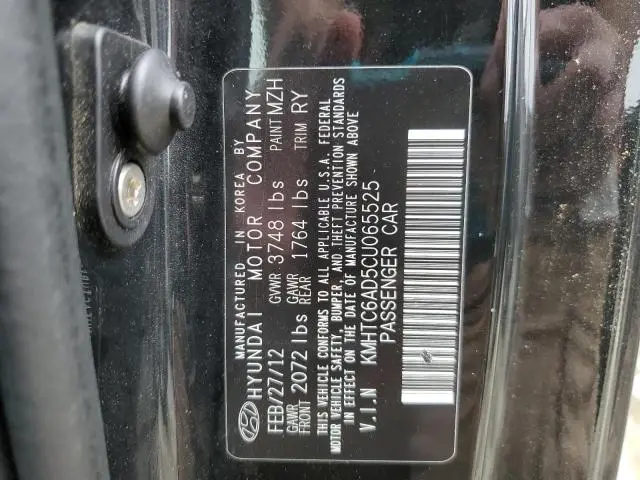 MANUFACTURED IN KOREA BY
HYUNDAI MOTOR COMPANY
FEB/27/12 GVWR 3748 lbs PAINT MZH
GAWR FRONT 2072 lbs GAWR REAR 1764 lbs TRIM RY
THIS VEHICLE CONFORMS TO ALL APPLICABLE U.S.A. FEDERAL
MOTOR VEHICLE SAFETY, BUMPER, AND THEFT PREVENTION STANDARDS
IN EFFECT ON THE DATE OF MANUFACTURE SHOWN ABOVE
V.I.N KMHTC6AD5CU065525
PASSENGER CAR